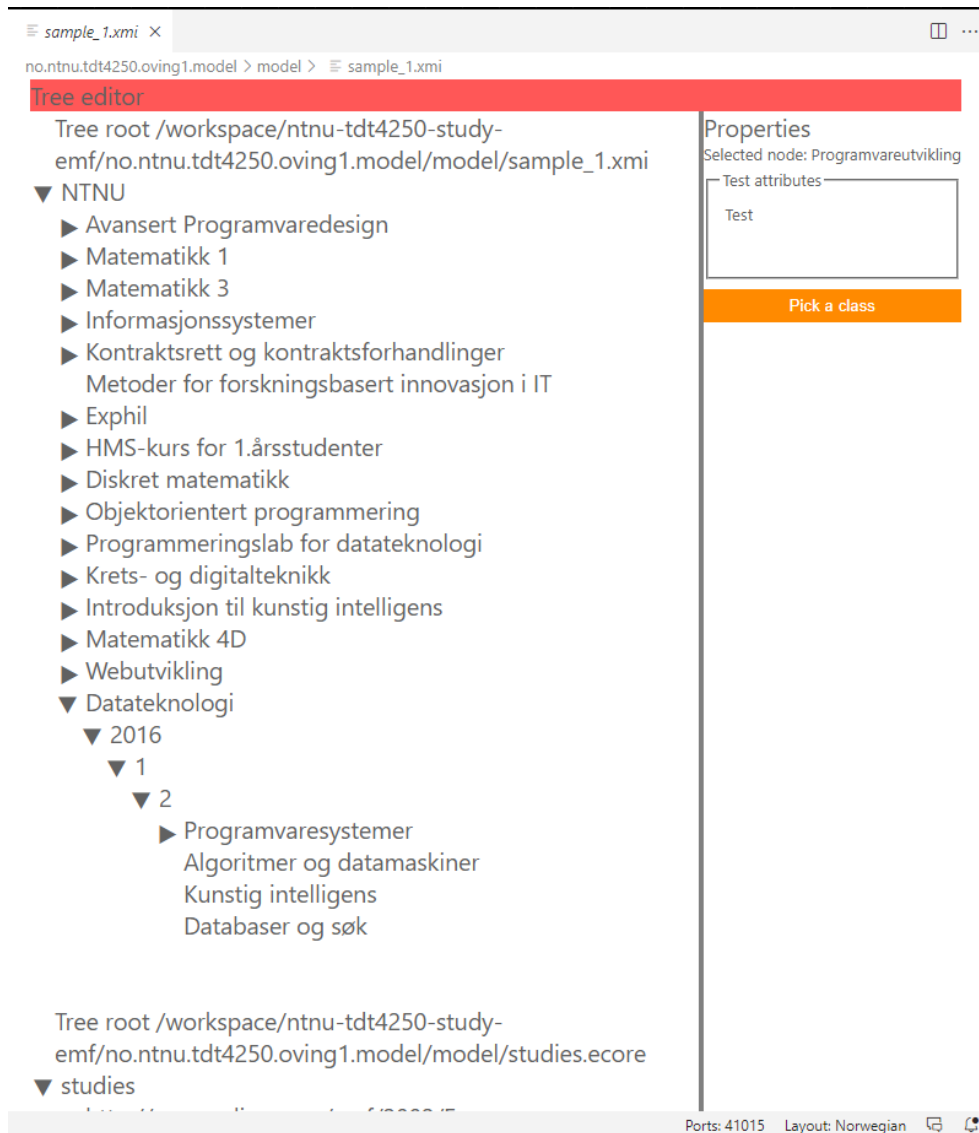 sample_1.xmi
no.ntnu.tdt4250.oving1.model > model > sample_1.xmi
Tree editor
Tree root /workspace/ntnu-tdt4250-study-
emf/no.ntnu.tdt4250.oving1.model/model/sample_1.xmi
NTNU
Avansert Programvaredesign
Matematikk 1
Matematikk 3
Informasjonssystemer
Kontraktsrett og kontraktsforhandlinger
Metoder for forskningsbasert innovasjon i IT
Exphil
HMS-kurs for 1.årsstudenter
Diskret matematikk
Objektorientert programmering
Programmeringslab for datateknologi
Krets- og digitalteknikk
Introduksjon til kunstig intelligens
Matematikk 4D
Webutvikling
Datateknologi
2016
1
2
Programvaresystemer
Algoritmer og datamaskiner
Kunstig intelligens
Databaser og søk
Tree root /workspace/ntnu-tdt4250-study-
emf/no.ntnu.tdt4250.oving1.model/model/studies.ecore
studies
Properties
Selected node: Programvareutvikling
Test attributes
Test
Pick a class
Ports: 41015 Layout: Norwegian